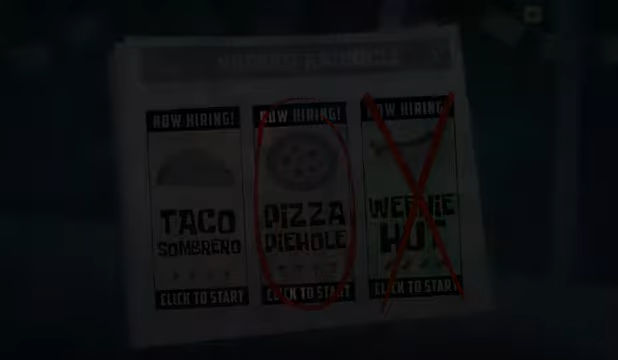 NOW HIRING!
TACO
SOMBRERO
CLICK TO START
NOW HIRING!
PIZZA
PIEHOLE
CLICK TO START
NOW HIRING!
WEENIE
HUT
CLICK TO START